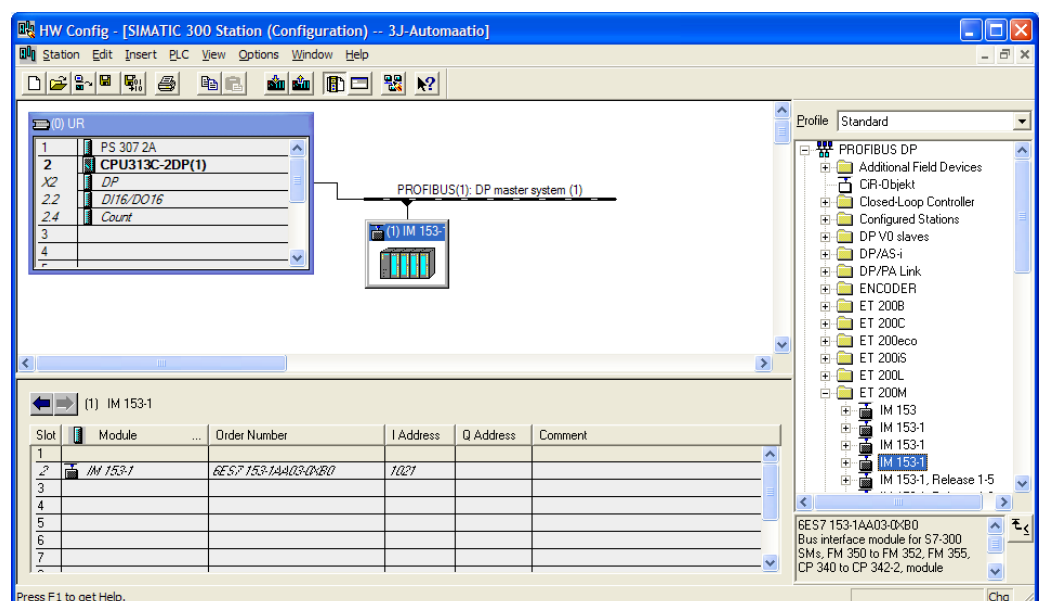 HW Config - [SIMATIC 300 Station (Configuration) -- 3J-Automaatio]
Station Edit Insert PLC View Options Window Help
(0) UR
1 PS 307 2A
2 CPU313C-2DP(1)
X2 DP
2.2 DI16/DO16
2.4 Count
3
4
PROFIBUS(1): DP master system (1)
(1) IM 153-1
Profile Standard
PROFIBUS DP
Additional Field Devices
CiR-Objekt
Closed-Loop Controller
Configured Stations
DP V0 slaves
DP/AS-i
DP/PA Link
ENCODER
ET 200B
ET 200C
ET 200eco
ET 200iS
ET 200L
ET 200M
IM 153
IM 153-1
IM 153-1
IM 153-1
IM 153-1, Release 1-5
6ES7 153-1AA03-0XB0
Bus interface module for S7-300
SMs, FM 350 to FM 352, FM 355,
CP 340 to CP 342-2, module
(1) IM 153-1
Slot Module ... Order Number I Address Q Address Comment
1
2 IM 153-1 6ES7 153-1AA03-0XB0 1021
3
4
5
6
7
Press F1 to get Help.
Chg